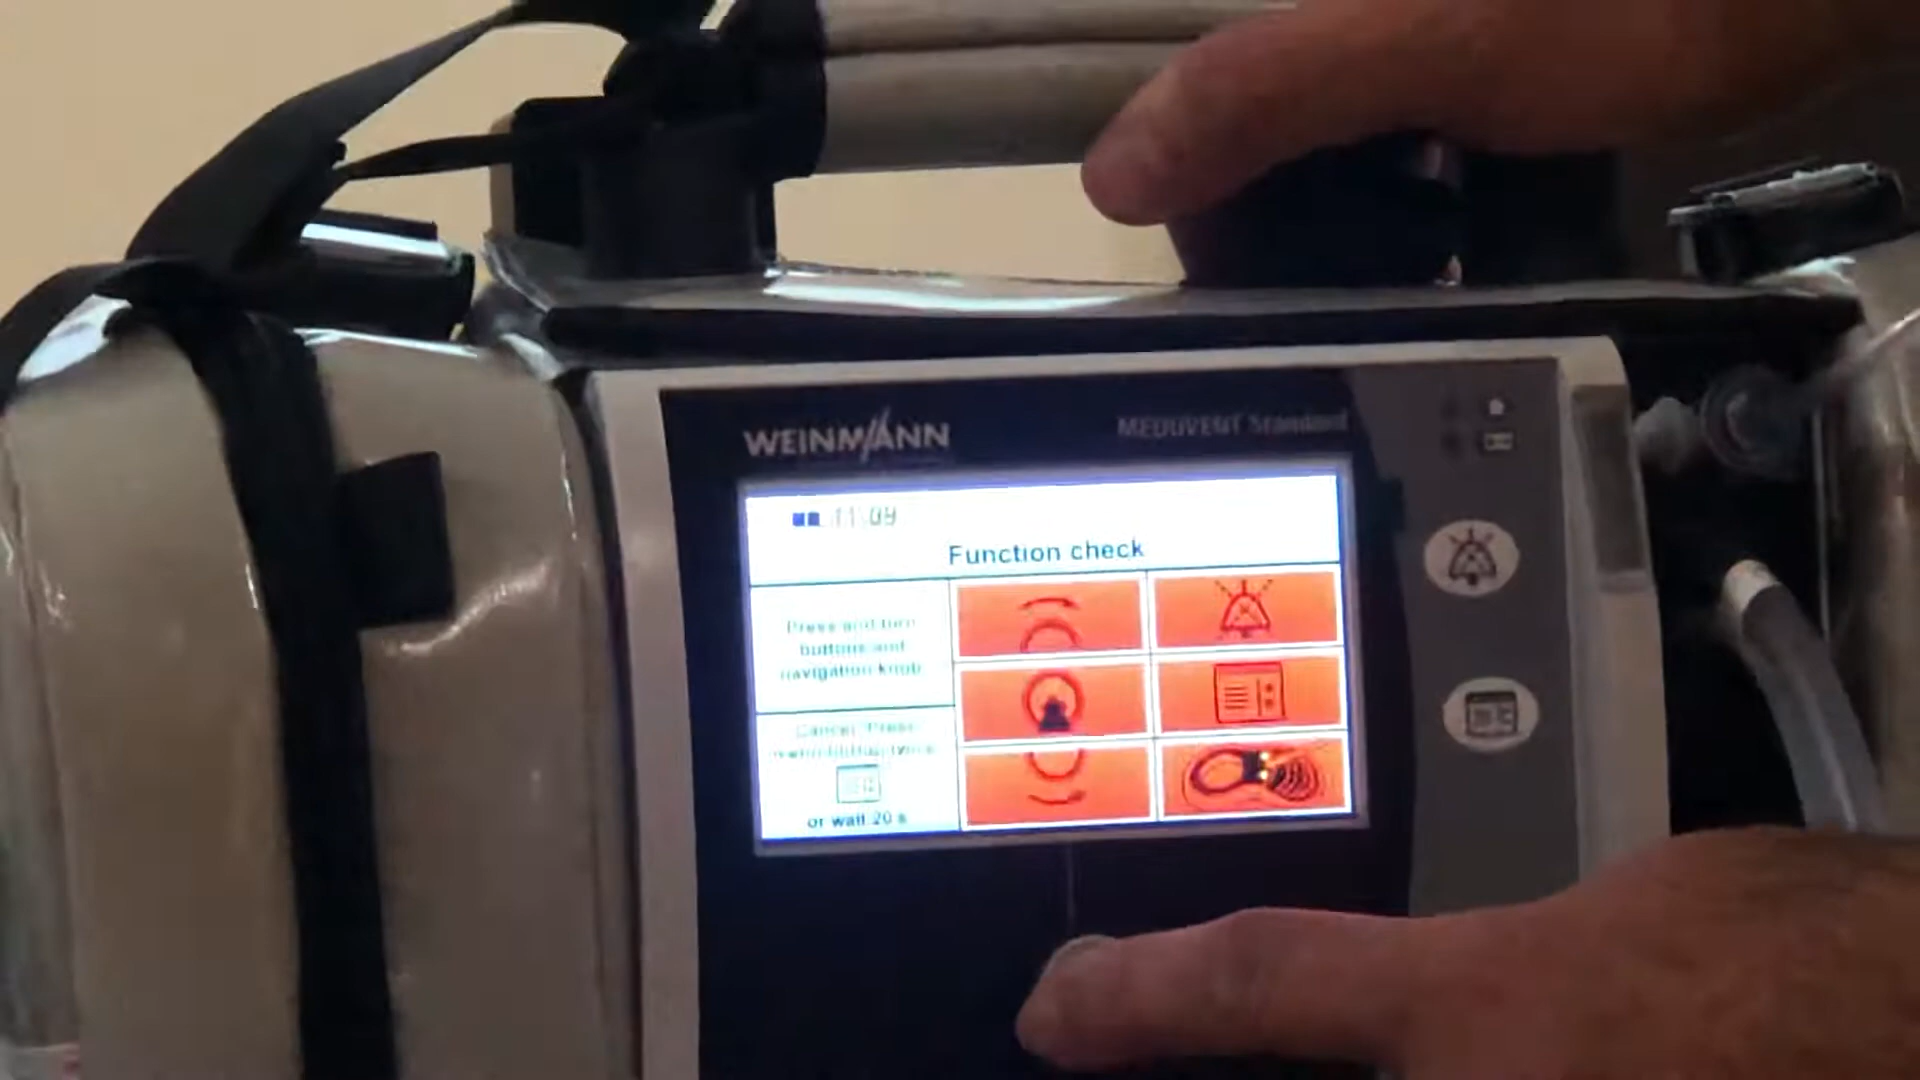 WEINMANN
MEDUVENT Standard
11:09
Function check
Press and turn
buttons and
navigation knob
Cancel: Press
twice
or wait 20 s